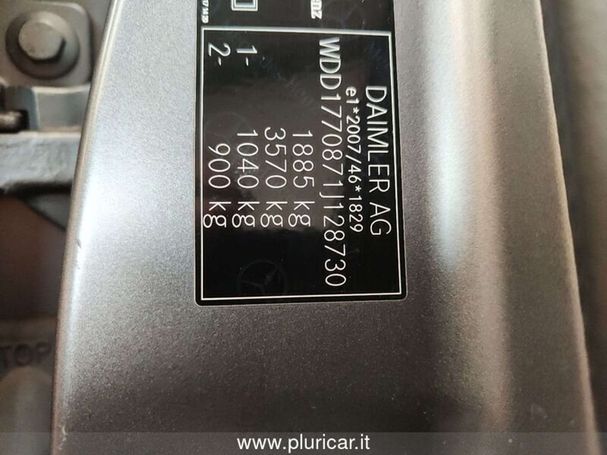 DAIMLER AG
e1*2007/46*1829
WDD1770871J128730
1885 kg
3570 kg
1- 1040 kg
2- 900 kg
TOP
www.pluricar.it